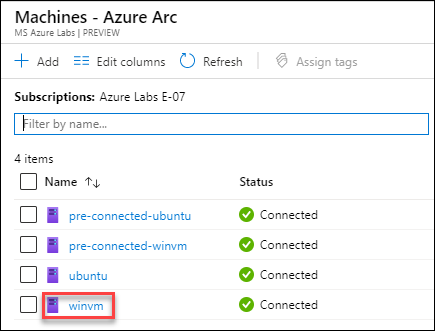 Machines - Azure Arc
MS Azure Labs | PREVIEW
Add Edit columns Refresh Assign tags
Subscriptions: Azure Labs E-07
Filter by name...
4 items
Name Status
pre-connected-ubuntu Connected
pre-connected-winvm Connected
ubuntu Connected
winvm Connected